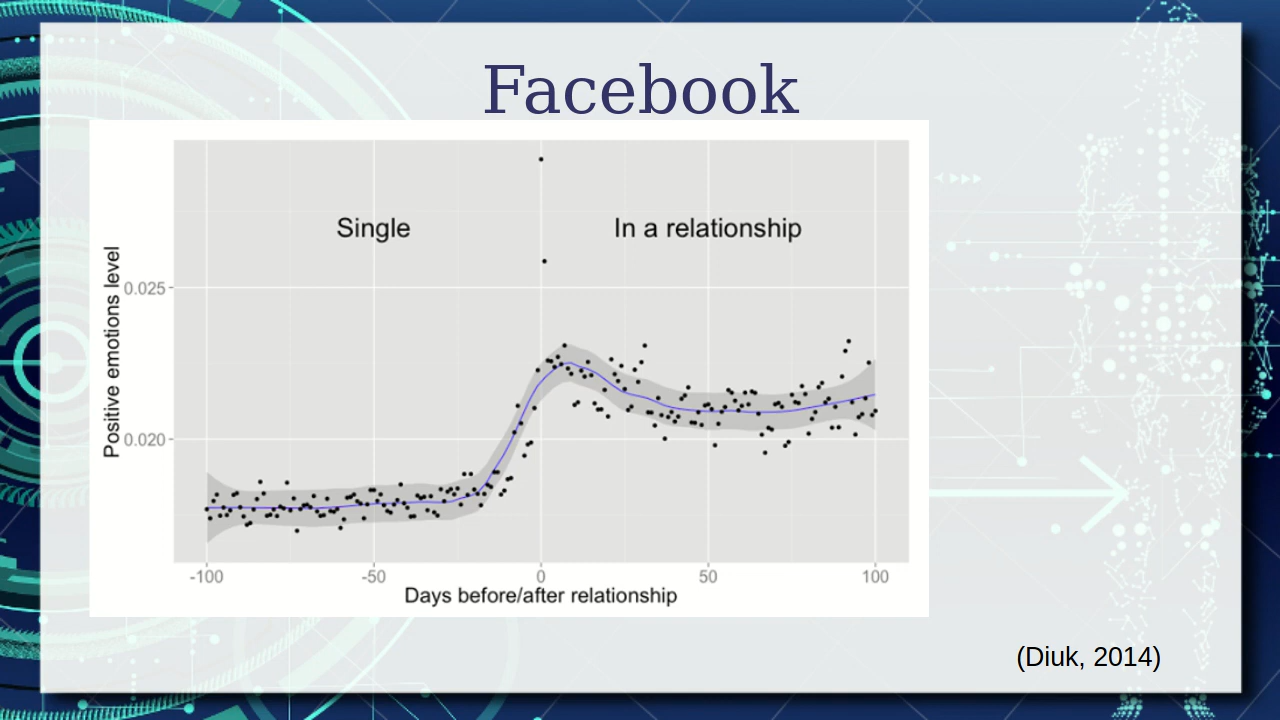 Facebook
Single
In a relationship
Positive emotions level
0.025
0.020
-100
-50
0
50
100
Days before/after relationship
(Diuk, 2014)